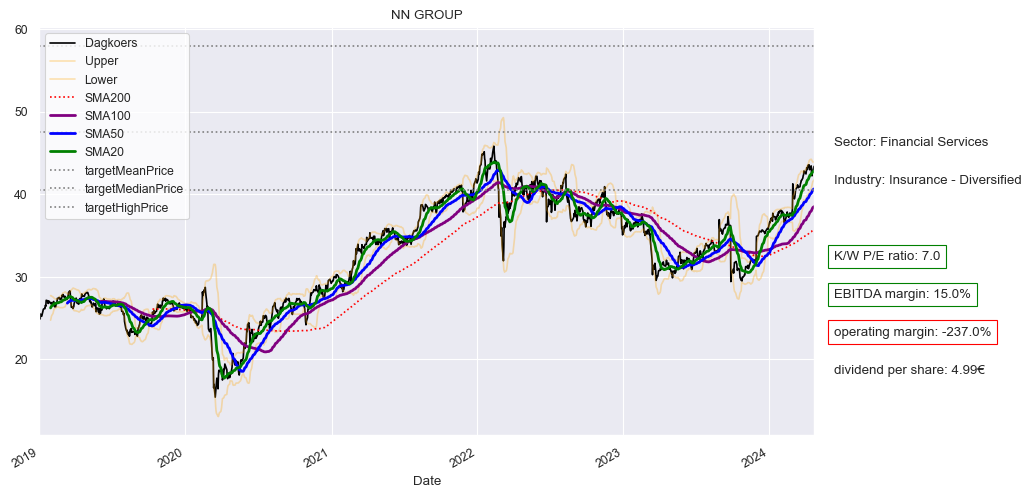 NN GROUP
60
50
40
30
20
Dagkoers
Upper
Lower
SMA200
SMA100
SMA50
SMA20
targetMeanPrice
targetMedianPrice
targetHighPrice
2019
2020
2021
2022
2023
2024
Date
Sector: Financial Services
Industry: Insurance - Diversified
K/W P/E ratio: 7.0
EBITDA margin: 15.0%
operating margin: -237.0%
dividend per share: 4.99€